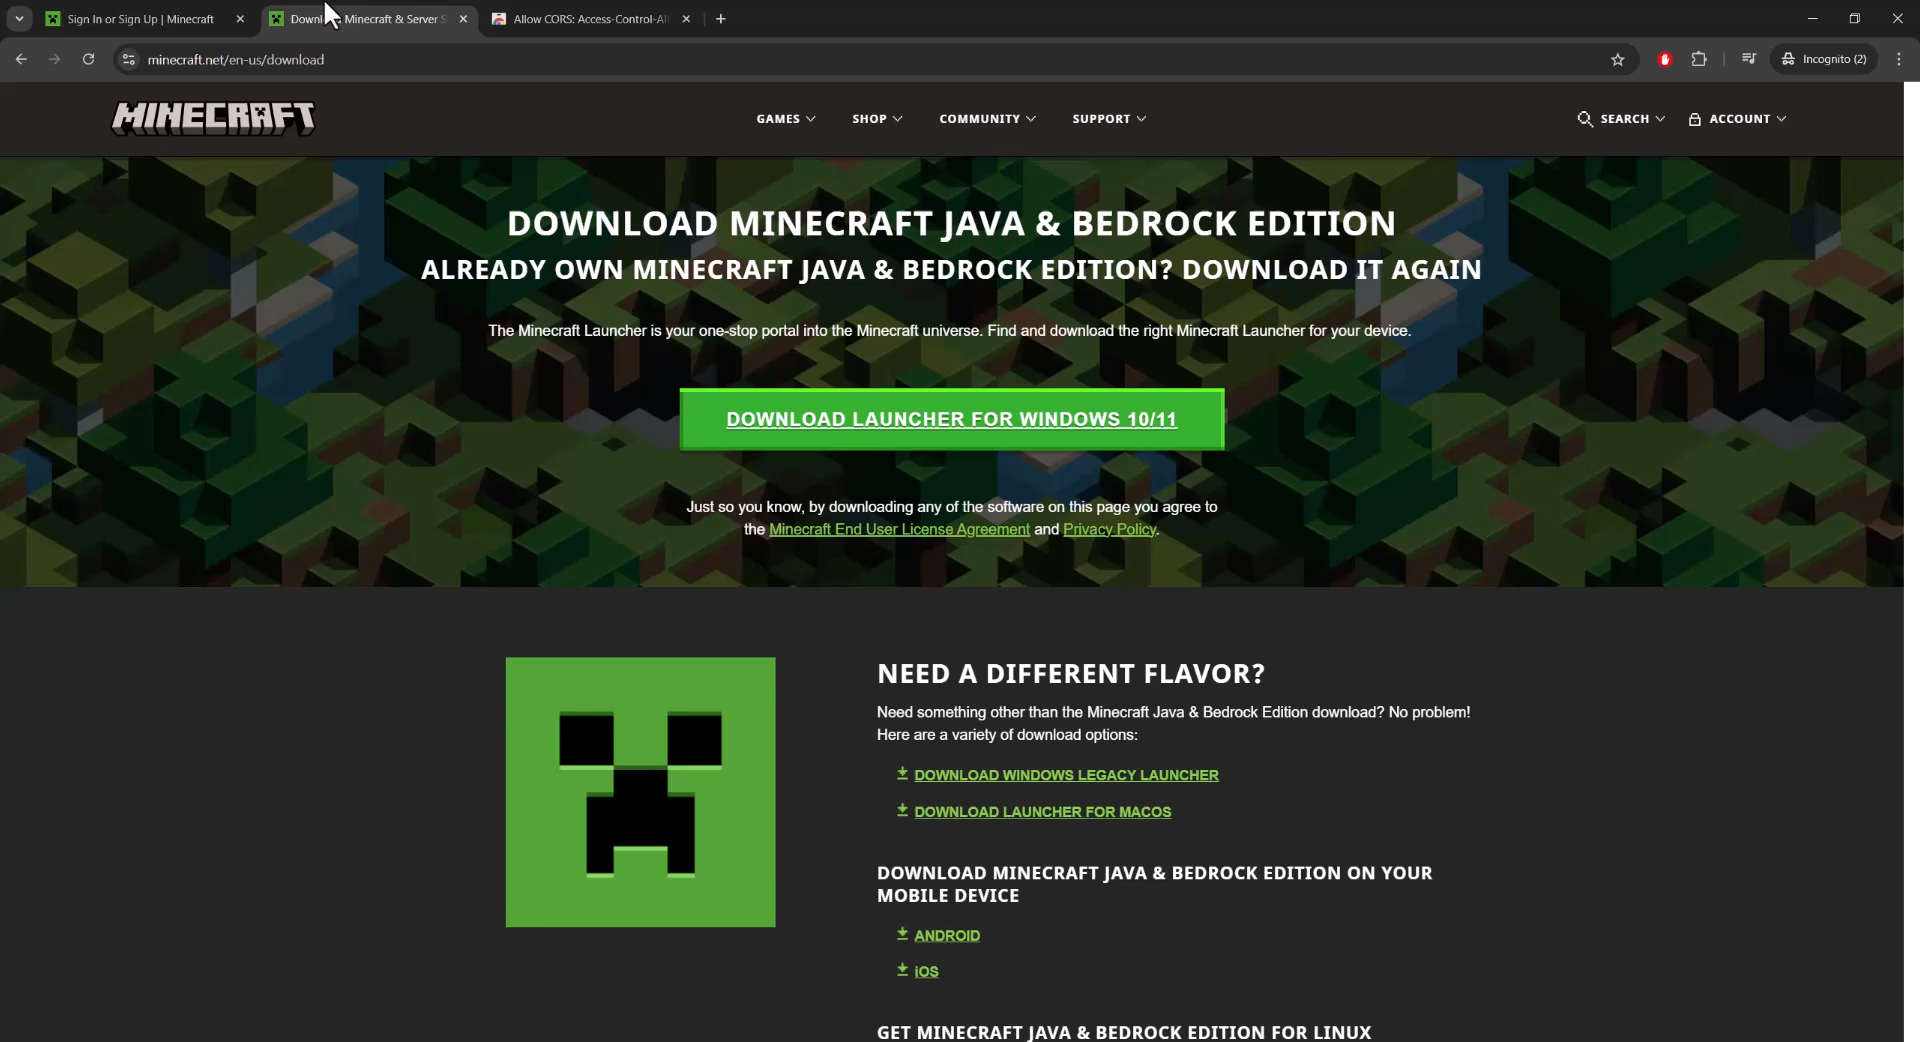 Sign In or Sign Up | Minecraft
Minecraft & Server
Allow CORS: Access-Control-Al
minecraft.net/en-us/download
Incognito (2)
MINECRAFT
GAMES
SHOP
COMMUNITY
SUPPORT
SEARCH
ACCOUNT
DOWNLOAD MINECRAFT JAVA & BEDROCK EDITION
ALREADY OWN MINECRAFT JAVA & BEDROCK EDITION? DOWNLOAD IT AGAIN
The Minecraft Launcher is your one-stop portal into the Minecraft universe. Find and download the right Minecraft Launcher for your device.
DOWNLOAD LAUNCHER FOR WINDOWS 10/11
Just so you know, by downloading any of the software on this page you agree to
the Minecraft End User License Agreement and Privacy Policy.
NEED A DIFFERENT FLAVOR?
Need something other than the Minecraft Java & Bedrock Edition download? No problem!
Here are a variety of download options:
DOWNLOAD WINDOWS LEGACY LAUNCHER
DOWNLOAD LAUNCHER FOR MACOS
DOWNLOAD MINECRAFT JAVA & BEDROCK EDITION ON YOUR
MOBILE DEVICE
ANDROID
iOS
GET MINECRAFT JAVA & BEDROCK EDITION FOR LINUX